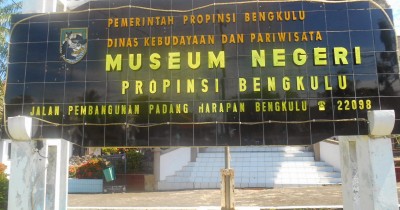 PEMERINTAH PROPINSI BENGKULU
DINAS KEBUDAYAAN DAN PARIWISATA
MUSEUM NEGERI
PROPINSI BENGKULU
JALAN PEMBANGUNAN PADANG HARAPAN BENGKULU ☎ 22098